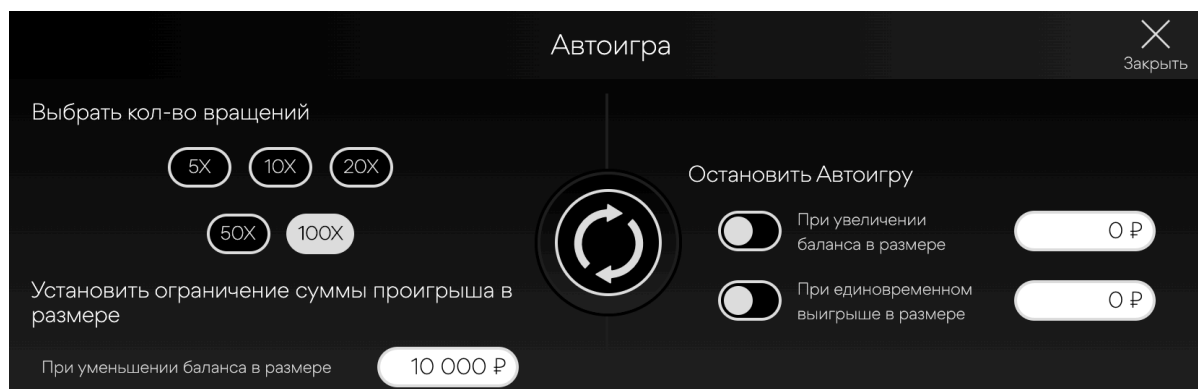 Автоигра
Закрыть
Выбрать кол-во вращений
5X 10X 20X
50X 100X
Установить ограничение суммы проигрыша в
размере
При уменьшении баланса в размере 10 000 ₽
Остановить Автоигру
При увеличении
баланса в размере
0 ₽
При единовременном
выигрыше в размере
0 ₽